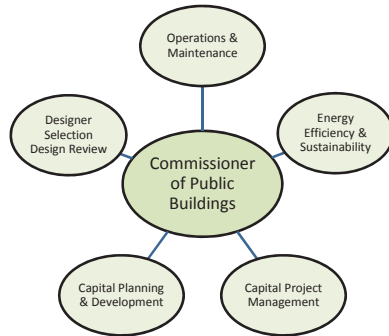 Operations &
Maintenance
Designer
Selection
Design Review
Energy
Efficiency &
Sustainability
Commissioner
of Public
Buildings
Capital Planning
& Development
Capital Project
Management